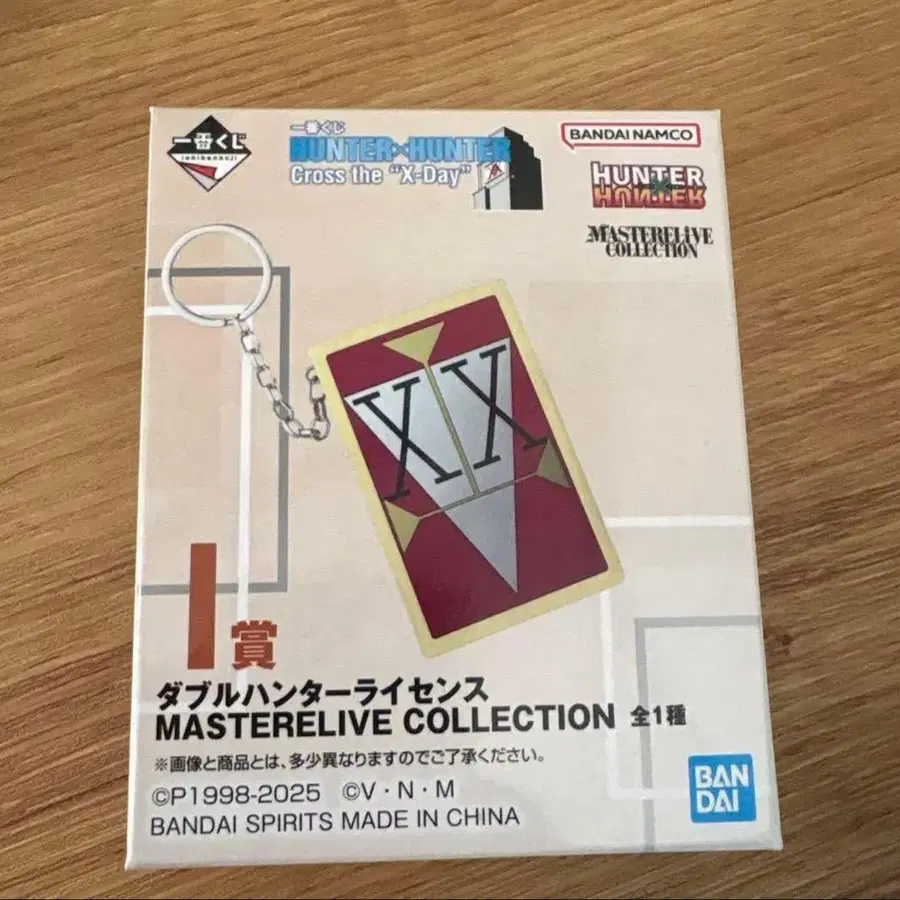 一番くじ
ichibankuji
一番くじ
HUNTER×HUNTER
Cross the "X-Day"
BANDAI NAMCO
HUNTER×HUNTER
MASTERELIVE
COLLECTION
XX
I賞
ダブルハンターライセンス
MASTERELIVE COLLECTION 全1種
※画像と商品とは、多少異なりますのでご了承ください。
©P1998-2025 ©V・N・M
BANDAI SPIRITS MADE IN CHINA
BAN
DAI